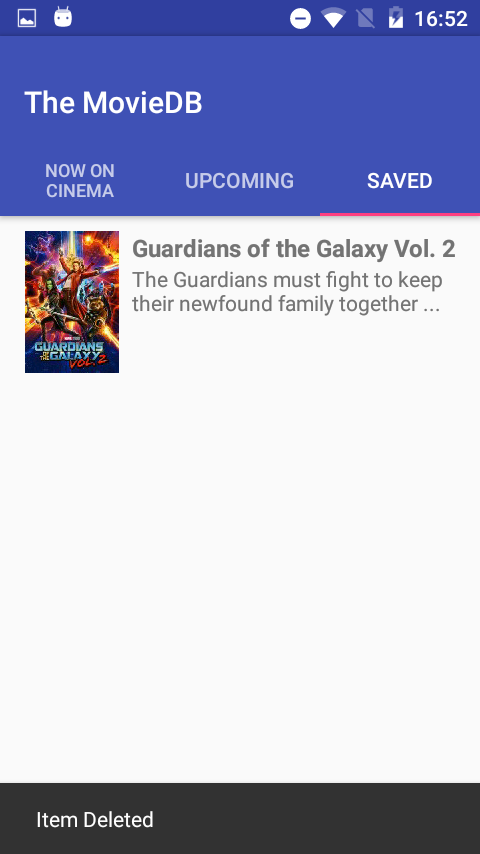 16:52
The MovieDB
NOW ON
CINEMA
UPCOMING
SAVED
GUARDIANS
OF THE
GALAXY
VOL. 2
Guardians of the Galaxy Vol. 2
The Guardians must fight to keep
their newfound family together ...
Item Deleted